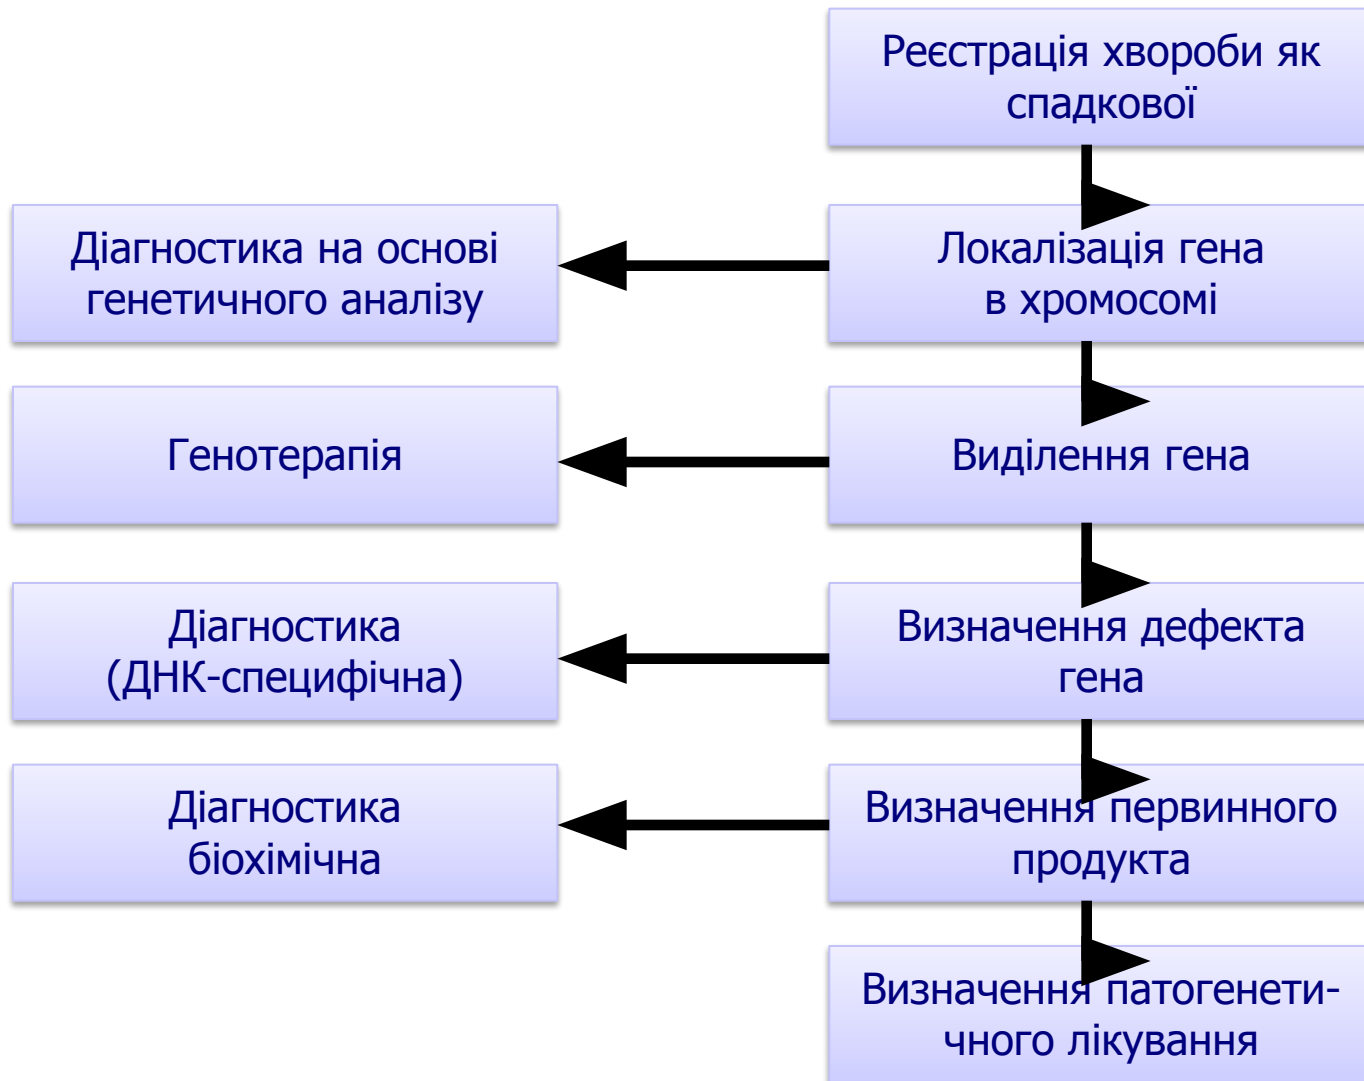 Реєстрація хвороби як
спадкової
Діагностика на основі
генетичного аналізу
Локалізація гена
в хромосомі
Генотерапія
Виділення гена
Діагностика
(ДНК-специфічна)
Визначення дефекта
гена
Діагностика
біохімічна
Визначення первинного
продукта
Визначення патогенети-
чного лікування